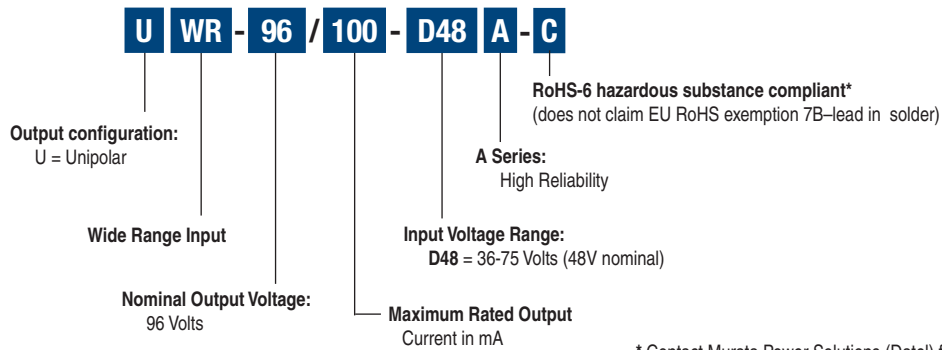 U WR - 96 / 100 - D48 A - C
RoHS-6 hazardous substance compliant*
(does not claim EU RoHS exemption 7B–lead in solder)
Output configuration:
U = Unipolar
A Series:
High Reliability
Wide Range Input
Input Voltage Range:
D48 = 36-75 Volts (48V nominal)
Nominal Output Voltage:
96 Volts
Maximum Rated Output
Current in mA
* Contact Murata Power Solutions (Datel) f